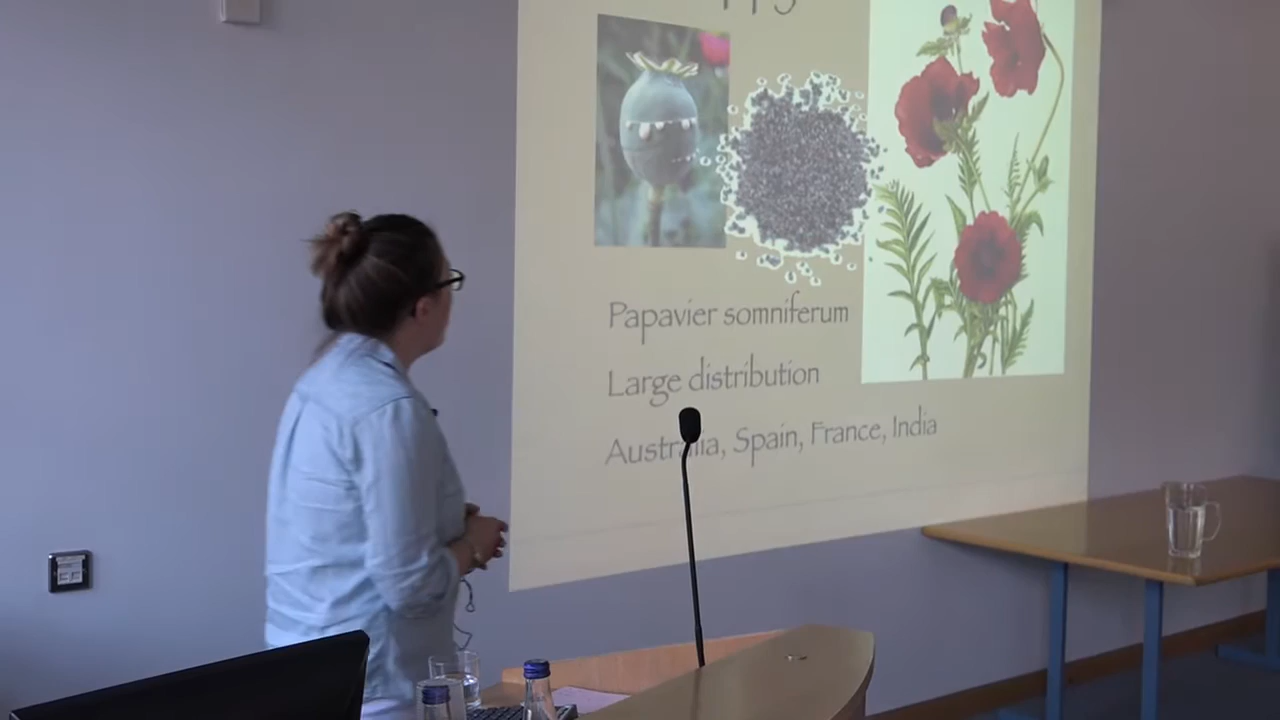 Papavier somniferum
Large distribution
Australia, Spain, France, India